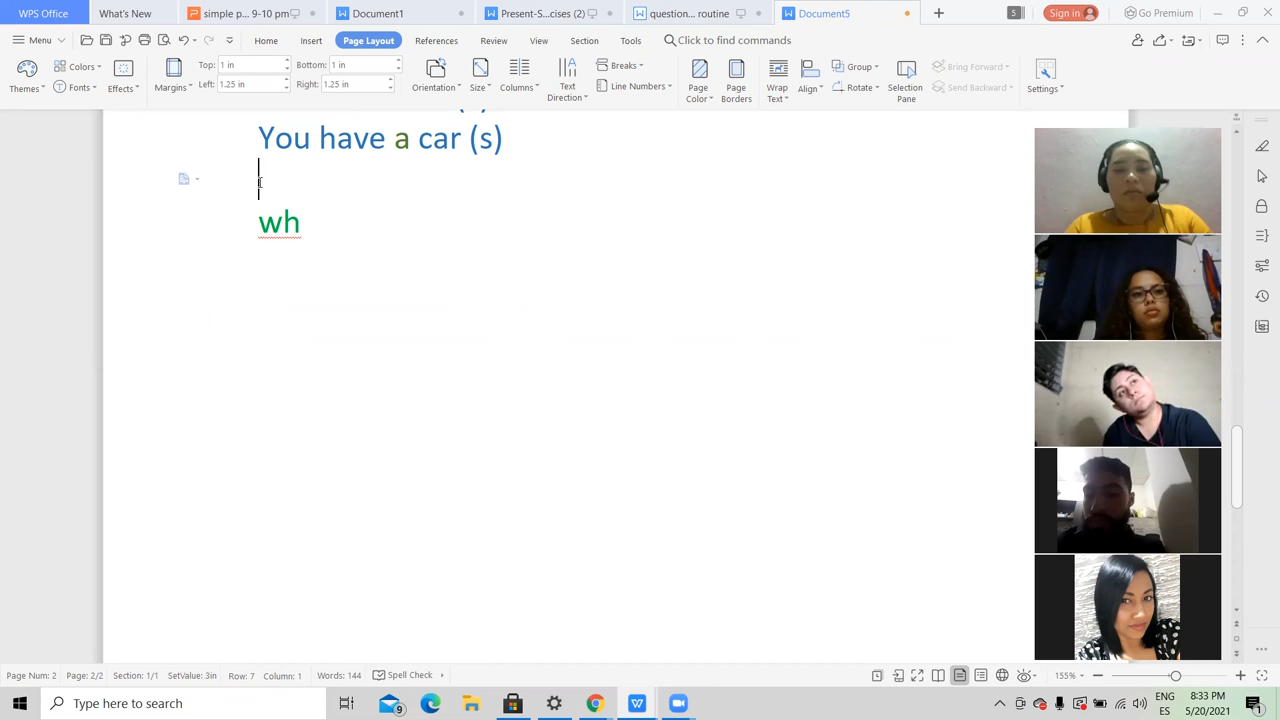 WPS Office
What's New
simple p... 9-10 pm
Document1
Present-...cises (2)
question... routine
Document5
S
Sign in
Go Premium
Menu
Home
Insert
Page Layout
References
Review
View
Section
Tools
Click to find commands
Themes
Colors
Fonts
Effects
Margins
Top: 1 in
Bottom: 1 in
Left: 1.25 in
Right: 1.25 in
Orientation
Size
Columns
Text Direction
Breaks
Line Numbers
Page Color
Page Borders
Wrap Text
Align
Group
Rotate
Selection Pane
Bring Forward
Send Backward
Settings
You have a car (s)
wh
Page Num: 2
Page: 2/2
Section: 1/1
Row: 7
Column: 1
Words: 144
Spell Check
155%
Type here to search
9
ENG
ES
8:33 PM
5/20/2021
1